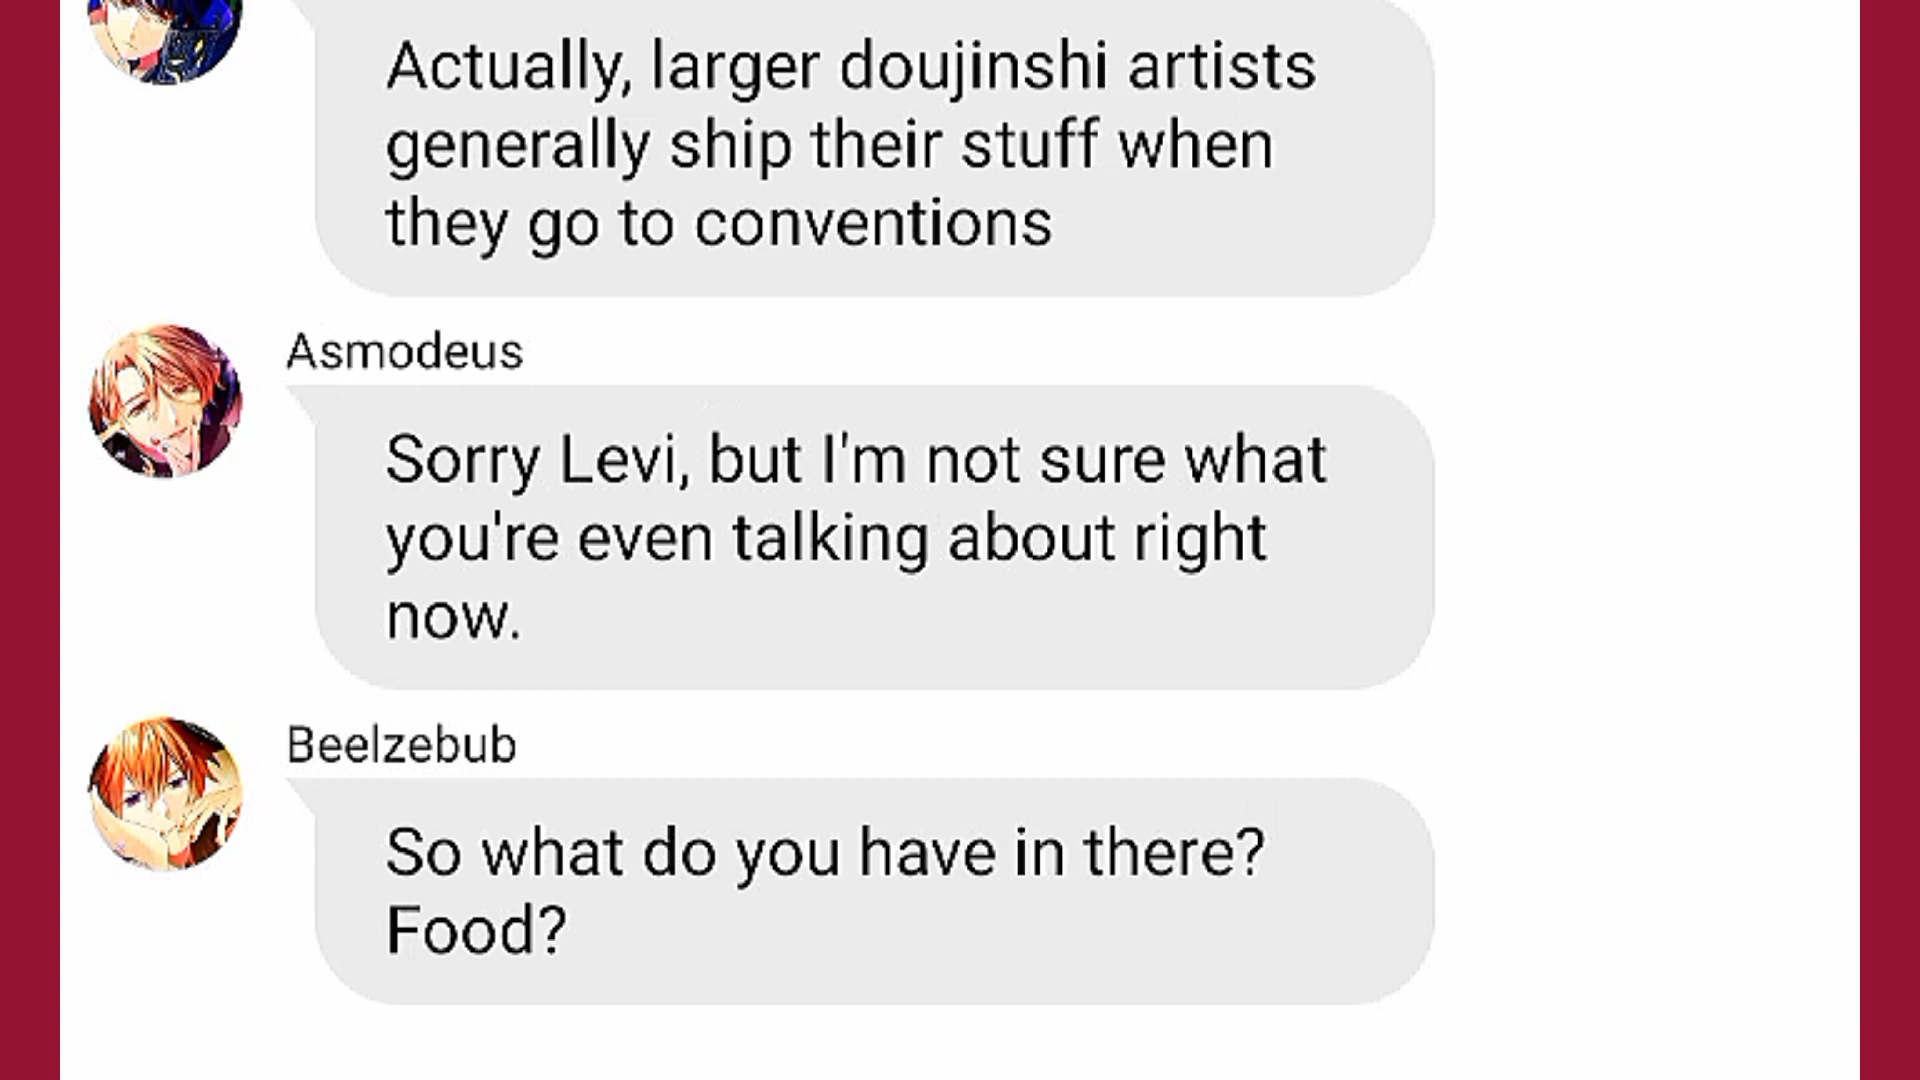 Actually, larger doujinshi artists
generally ship their stuff when
they go to conventions
Asmodeus
Sorry Levi, but I'm not sure what
you're even talking about right
now.
Beelzebub
So what do you have in there?
Food?